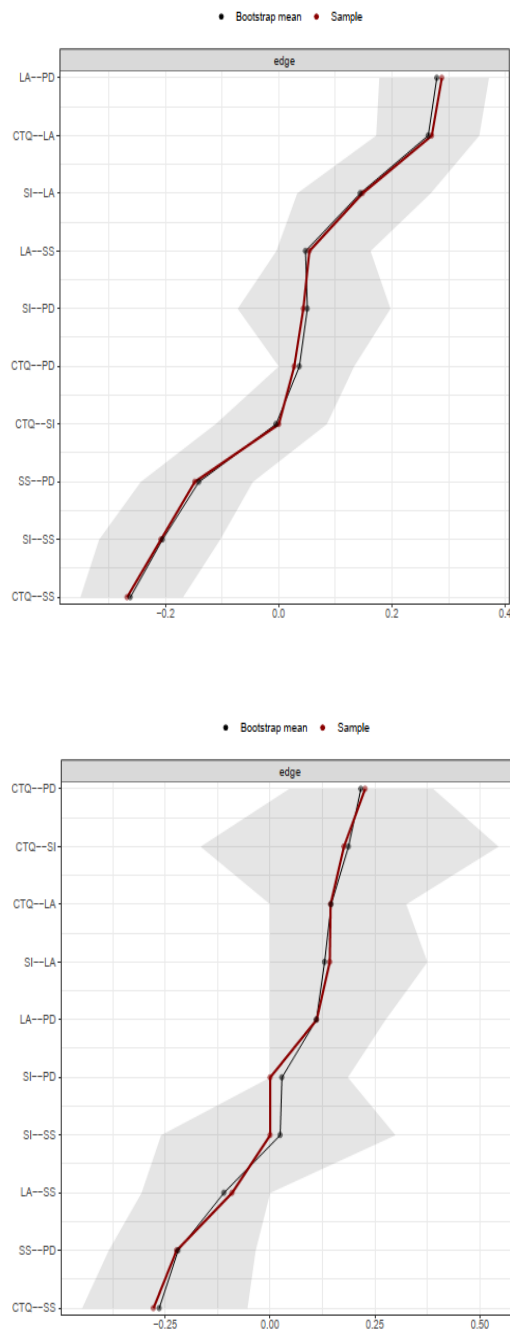 Bootstrap mean Sample
edge
LA--PD
CTQ--LA
SI--LA
LA--SS
SI--PD
CTQ--PD
CTQ--SI
SS--PD
SI--SS
CTQ--SS
-0.2 0.0 0.2 0.4
Bootstrap mean Sample
edge
CTQ--PD
CTQ--SI
CTQ--LA
SI--LA
LA--PD
SI--PD
SI--SS
LA--SS
SS--PD
CTQ--SS
-0.25 0.00 0.25 0.50